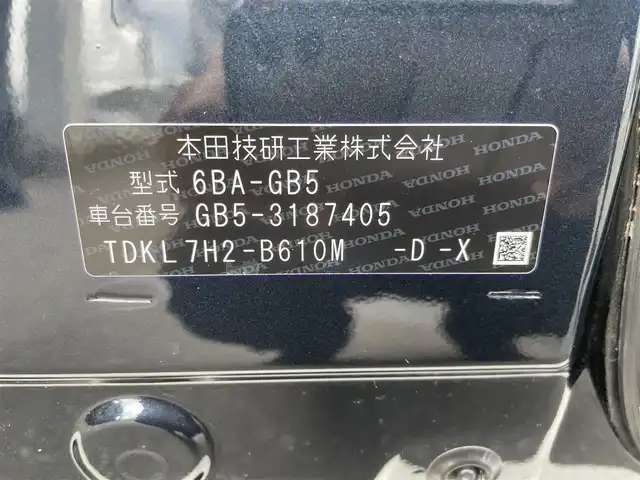 本田技研工業株式会社
型式 6BA-GB5
車台番号 GB5-3187405
TDKL7H2-B610M -D-X